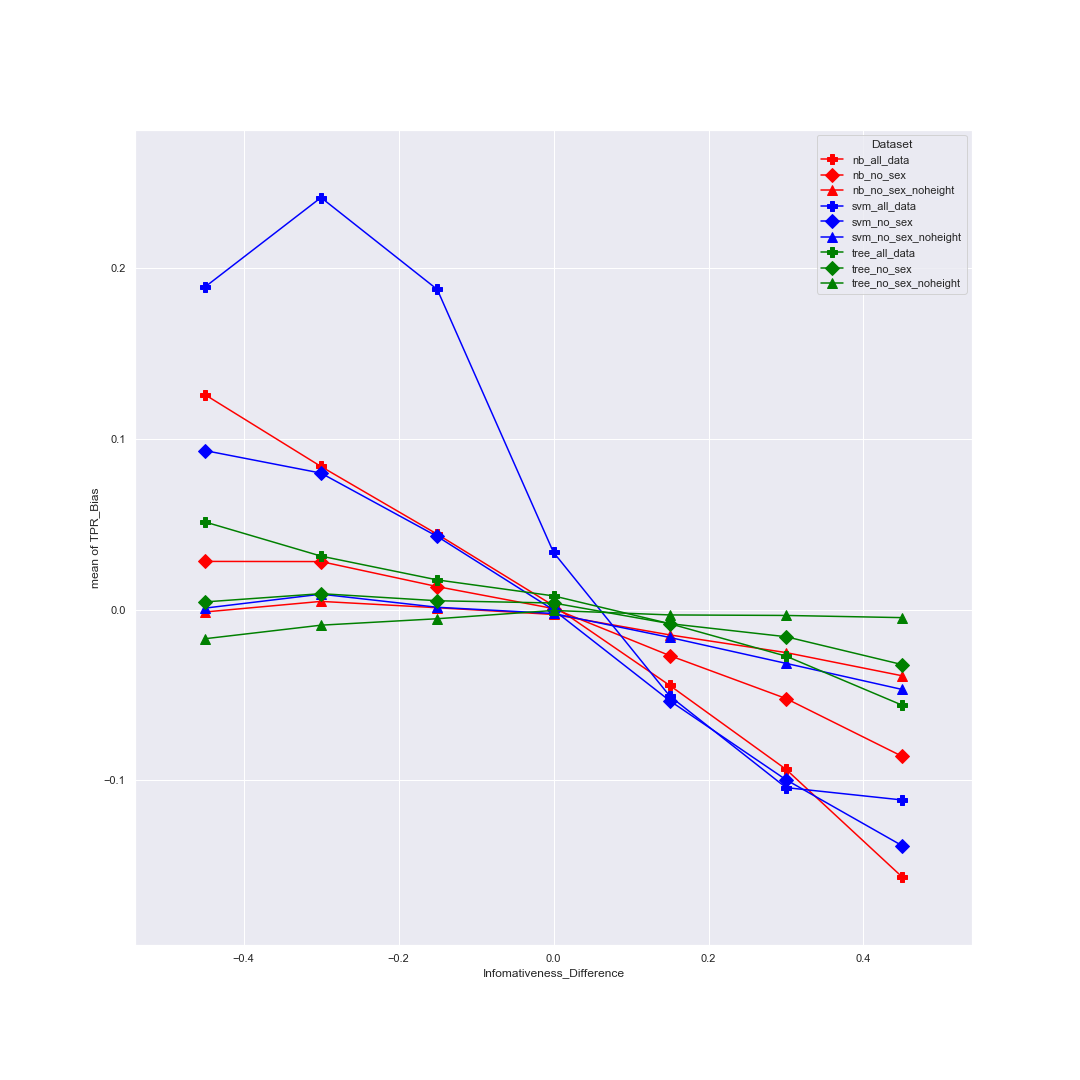 Dataset
nb_all_data
nb_no_sex
nb_no_sex_noheight
svm_all_data
svm_no_sex
svm_no_sex_noheight
tree_all_data
tree_no_sex
tree_no_sex_noheight
0.2
0.1
0.0
−0.1
mean of TPR_Bias
−0.4 −0.2 0.0 0.2 0.4
Infomativeness_Difference